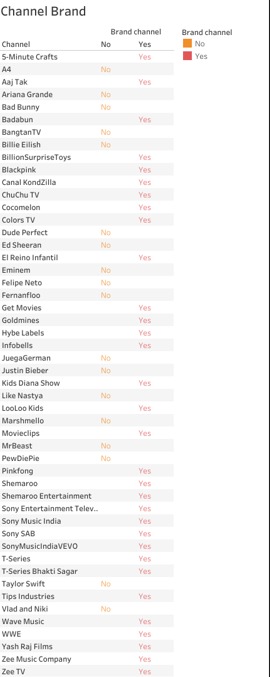 Channel Brand
Brand channel
Channel No Yes
5-Minute Crafts Yes
A4 No
Aaj Tak Yes
Ariana Grande No
Bad Bunny No
Badabun Yes
BangtanTV No
Billie Eilish No
BillionSurpriseToys Yes
Blackpink Yes
Canal KondZilla Yes
ChuChu TV Yes
Cocomelon Yes
Colors TV Yes
Dude Perfect No
Ed Sheeran No
El Reino Infantil Yes
Eminem No
Felipe Neto No
Fernanfloo No
Get Movies Yes
Goldmines Yes
Hybe Labels Yes
Infobells Yes
JuegaGerman No
Justin Bieber No
Kids Diana Show Yes
Like Nastya No
LooLoo Kids Yes
Marshmello No
Movieclips Yes
MrBeast No
PewDiePie No
Pinkfong Yes
Shemaroo Yes
Shemaroo Entertainment Yes
Sony Entertainment Telev... Yes
Sony Music India Yes
Sony SAB Yes
SonyMusicIndiaVEVO Yes
T-Series Yes
T-Series Bhakti Sagar Yes
Taylor Swift No
Tips Industries Yes
Vlad and Niki No
Wave Music Yes
WWE Yes
Yash Raj Films Yes
Zee Music Company Yes
Zee TV Yes
Brand channel
No
Yes